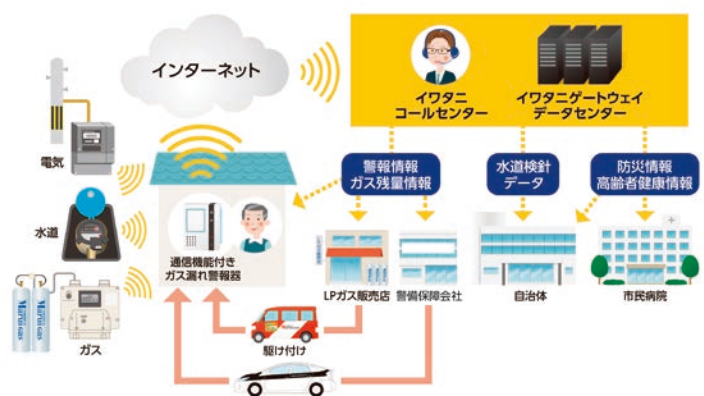 インターネット
イワタニ
コールセンター
イワタニゲートウェイ
データセンター
電気
水道
ガス
通信機能付き
ガス漏れ警報器
警報情報
ガス残量情報
水道検針
データ
防災情報
高齢者健康情報
LPガス販売店
警備保障会社
自治体
市民病院
駆け付け